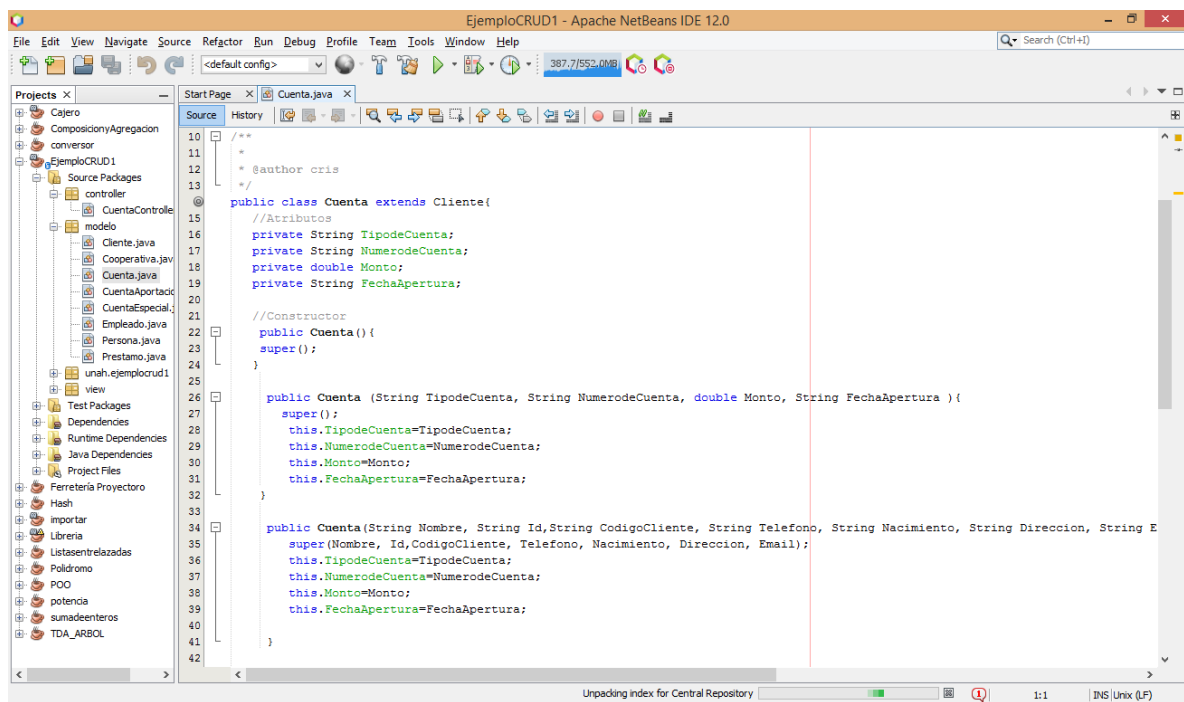 EjemploCRUD1 - Apache NetBeans IDE 12.0
File Edit View Navigate Source Refactor Run Debug Profile Team Tools Window Help
Search (Ctrl+I)
<default config>
387.7/552.0MB
Projects
Start Page
Cuenta.java
Source History
Cajero
ComposicionyAgregacion
conversor
EjemploCRUD1
Source Packages
controller
CuentaControlle
modelo
Cliente.java
Cooperativa.jav
Cuenta.java
CuentaAportacio
CuentaEspecial.j
Empleado.java
Persona.java
Prestamo.java
unah.ejemplocrud1
view
Test Packages
Dependencies
Runtime Dependencies
Java Dependencies
Project Files
Ferretería Proyectoro
Hash
importar
Libreria
Listasentrelazadas
Polidromo
POO
potencia
sumadeenteros
TDA_ARBOL
10 /**
11 *
12 * @author cris
13 */
public class Cuenta extends Cliente{
15 //Atributos
16 private String TipodeCuenta;
17 private String NumerodeCuenta;
18 private double Monto;
19 private String FechaApertura;
20
21 //Constructor
22 public Cuenta(){
23 super();
24 }
25
26 public Cuenta (String TipodeCuenta, String NumerodeCuenta, double Monto, String FechaApertura ){
27 super();
28 this.TipodeCuenta=TipodeCuenta;
29 this.NumerodeCuenta=NumerodeCuenta;
30 this.Monto=Monto;
31 this.FechaApertura=FechaApertura;
32 }
33
34 public Cuenta(String Nombre, String Id,String CodigoCliente, String Telefono, String Nacimiento, String Direccion, String E
35 super(Nombre, Id,CodigoCliente, Telefono, Nacimiento, Direccion, Email);
36 this.TipodeCuenta=TipodeCuenta;
37 this.NumerodeCuenta=NumerodeCuenta;
38 this.Monto=Monto;
39 this.FechaApertura=FechaApertura;
40
41 }
42
Unpacking index for Central Repository
1
1:1
INS Unix (LF)